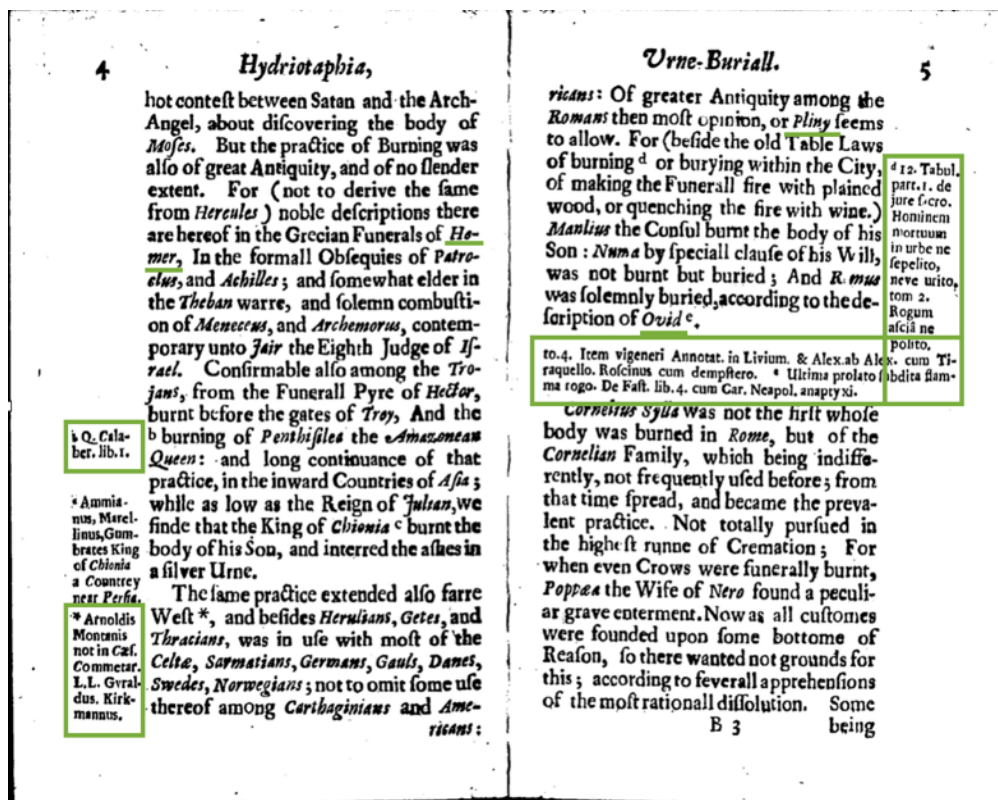 4
Hydriotaphia,
hot conteſt between Satan and the Arch-
Angel, about diſcovering the body of
Moſes. But the practice of Burning was
alſo of great Antiquity, and of no ſlender
extent. For (not to derive the ſame
from Hercules) noble deſcriptions there
are hereof in the Grecian Funerals of Ho-
mer, In the formall Obſequies of Patro-
clus, and Achilles; and ſomewhat elder in
the Theban warre, and ſolemn combuſti-
on of Meneceus, and Archemorus, contem-
porary unto Jair the Eighth Judge of Iſ-
rael. Confirmable alſo among the Tro-
jans, from the Funerall Pyre of Hector,
burnt before the gates of Troy, And the
b burning of Penthiſilea the Amazonean
Queen: and long continuance of that
practice, in the inward Countries of Aſia;
while as low as the Reign of Julian, we
finde that the King of Chionia c burnt the
body of his Son, and interred the aſhes in
a ſilver Urne.
The ſame practice extended alſo farre
Weſt *, and beſides Herulians, Getes, and
Thracians, was in uſe with moſt of the
Celtæ, Sarmatians, Germans, Gauls, Danes,
Swedes, Norwegians; not to omit ſome uſe
thereof among Carthaginians and Ame-
ricans:
b Q. Cala-
ber. lib.1.
c Ammia-
nus, Marcel-
linus, Gum-
brates King
of Chionia
a Countrey
near Perſia.
* Arnoldis
Montanis
not in Cæſ.
Commetar.
L.L. Gyral-
dus. Kirk-
mannus.
Urne-Buriall.
5
ricans: Of greater Antiquity among the
Romans then moſt opinion, or Pliny ſeems
to allow. For (beſide the old Table Laws
of burning d or burying within the City,
of making the Funerall fire with plained
wood, or quenching the fire with wine.)
Manlius the Conſul burnt the body of his
Son: Numa by ſpeciall clauſe of his Will,
was not burnt but buried; And Remus
was ſolemnly buried, according to the de-
ſcription of Ovid e.
d 12. Tabul.
part. 1. de
jure ſacro.
Hominem
mortuum
in urbe ne
ſepelito,
neve urito,
tom 2.
Rogum
aſciâ ne
polito.
to.4. Item vigeneri Annotat. in Livium. & Alex. ab Alex. cum Ti-
raquello. Roſcinus cum dempſtero. e Ultima prolato ſubdita flam-
ma rogo. De Faſt. lib.4. cum Car. Neapol. anaptyxi.
Cornelius Sylla was not the firſt whoſe
body was burned in Rome, but of the
Cornelian Family, which being indiffe-
rently, not frequently uſed before; from
that time ſpread, and became the preva-
lent practice. Not totally purſued in
the higheſt runne of Cremation; For
when even Crows were funerally burnt,
Poppæa the Wife of Nero found a peculi-
ar grave enterment. Now as all cuſtomes
were founded upon ſome bottome of
Reaſon, ſo there wanted not grounds for
this; according to ſeverall apprehenſions
of the moſt rationall diſſolution. Some
B 3 being